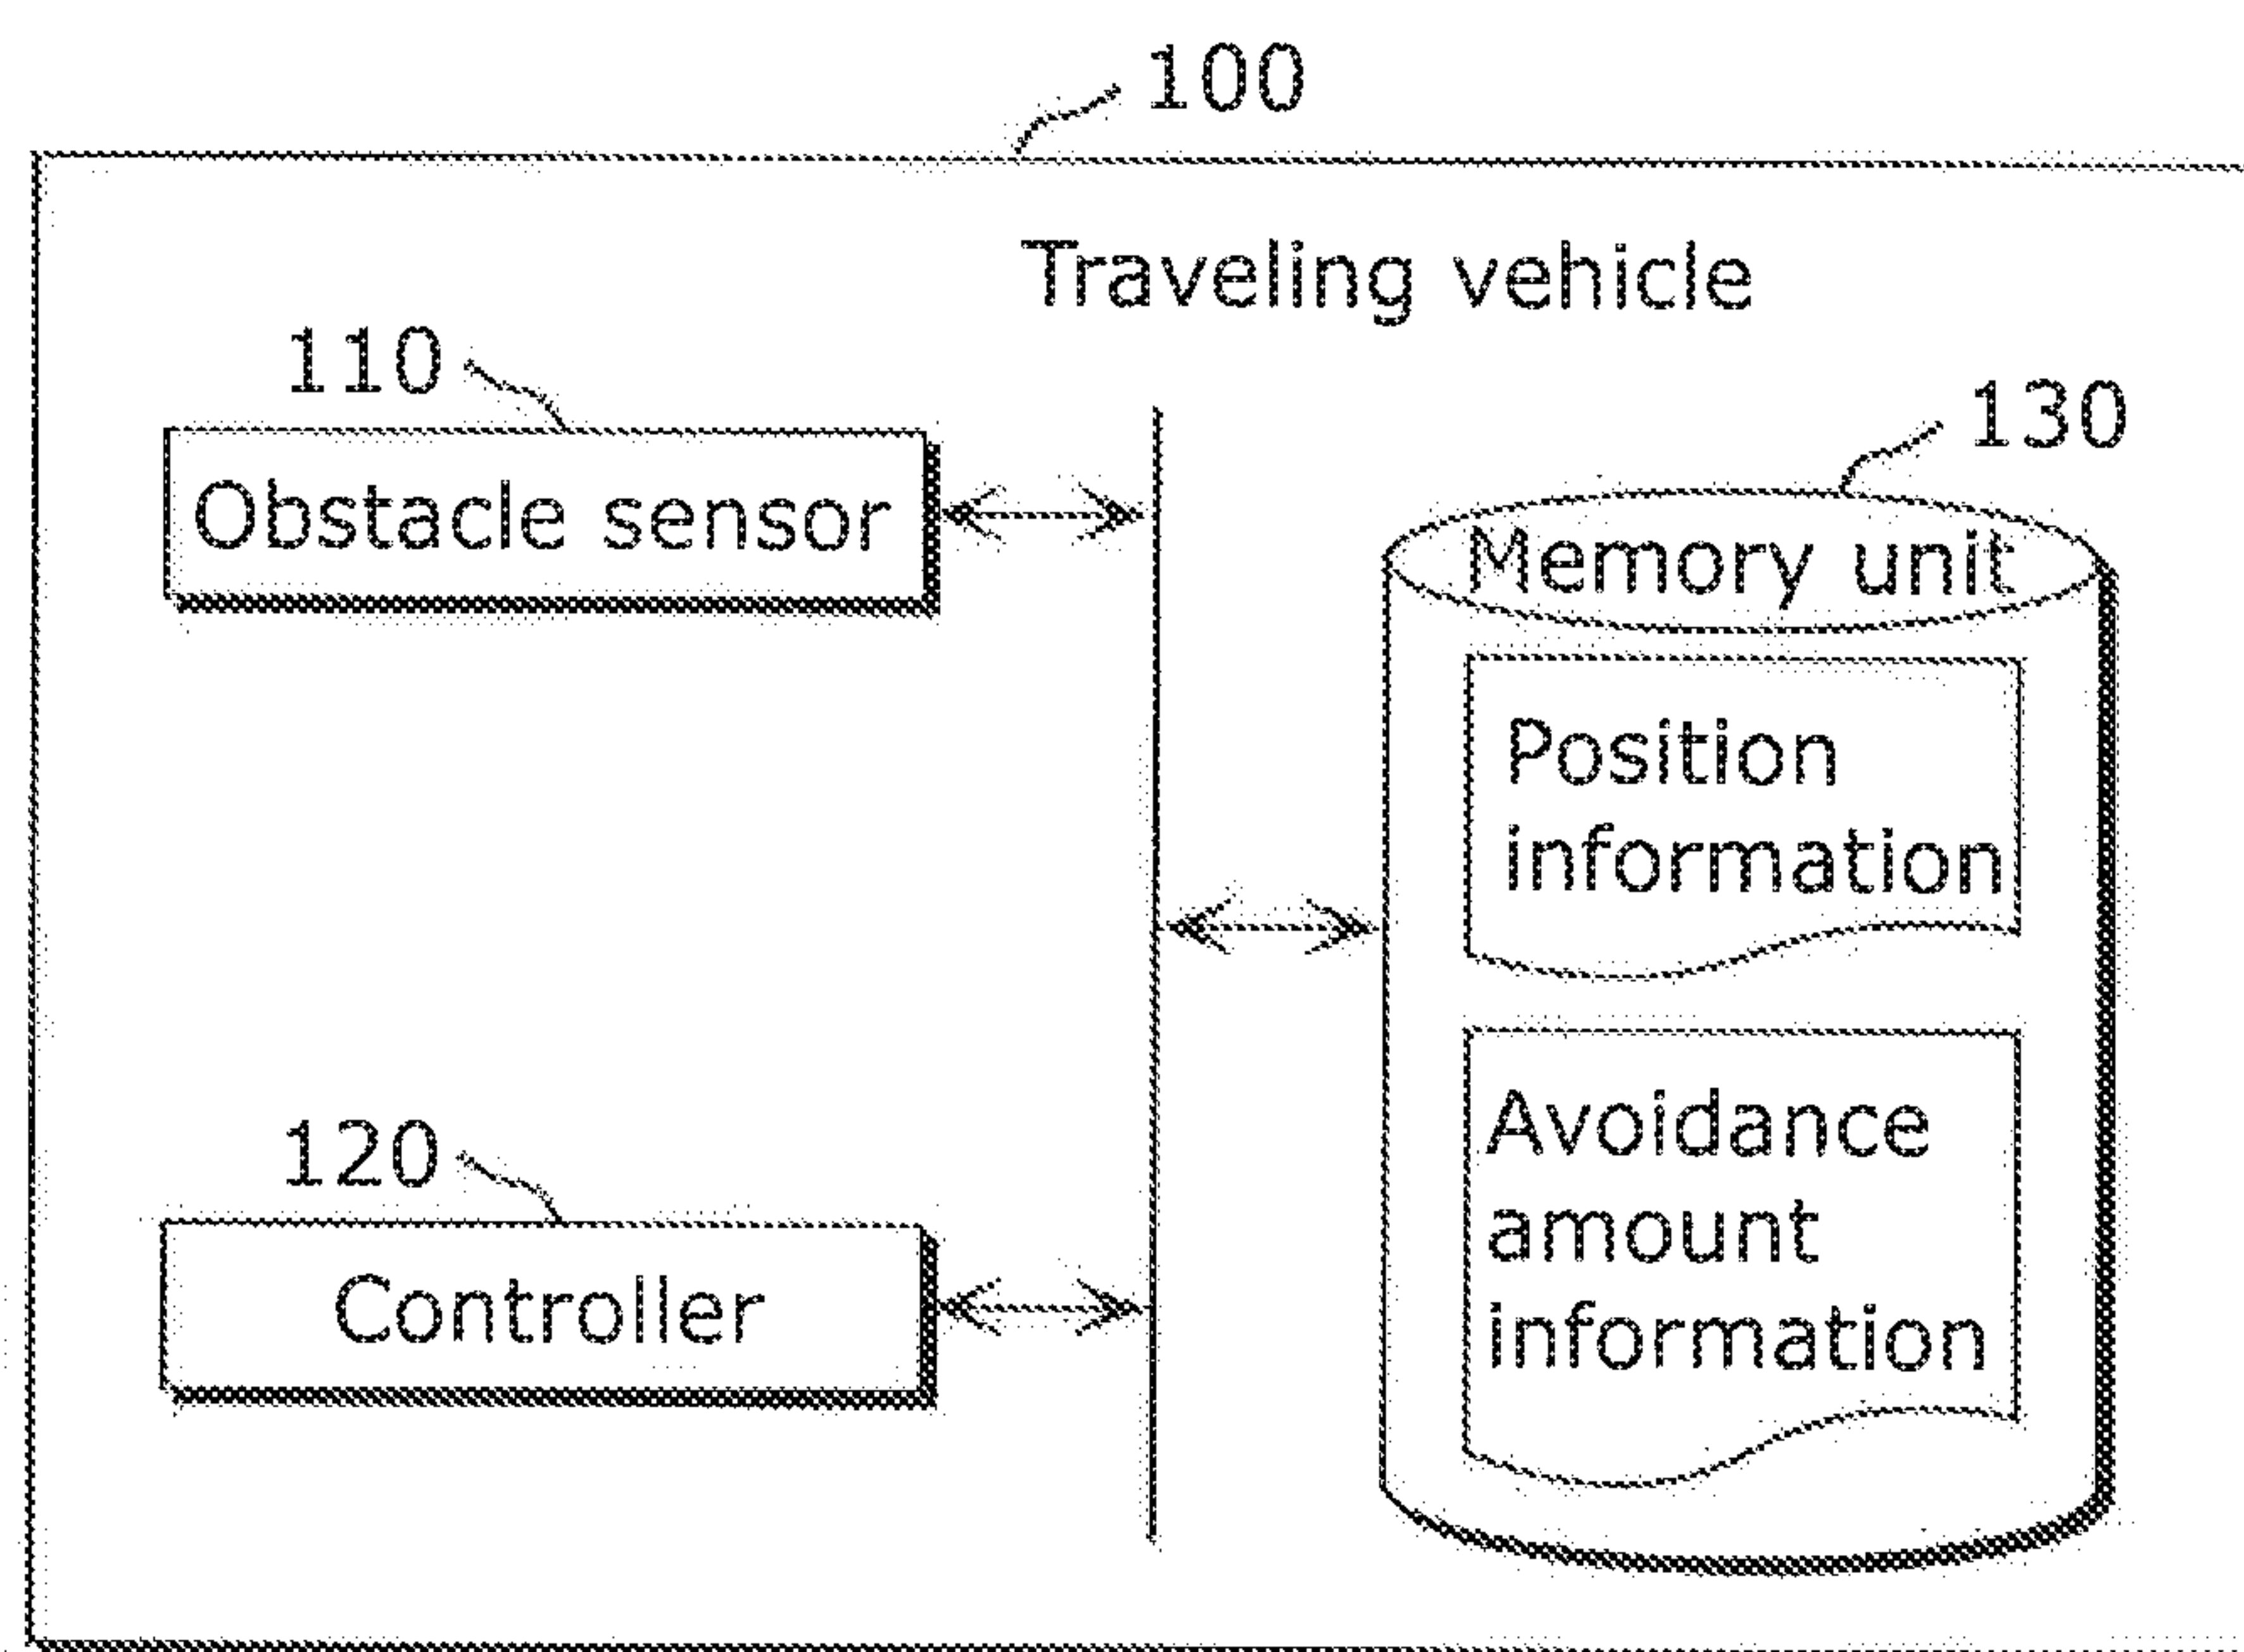 100
Traveling vehicle
110
130
Obstacle sensor
Memory unit
Position
information
120
Avoidance
amount
information
Controller